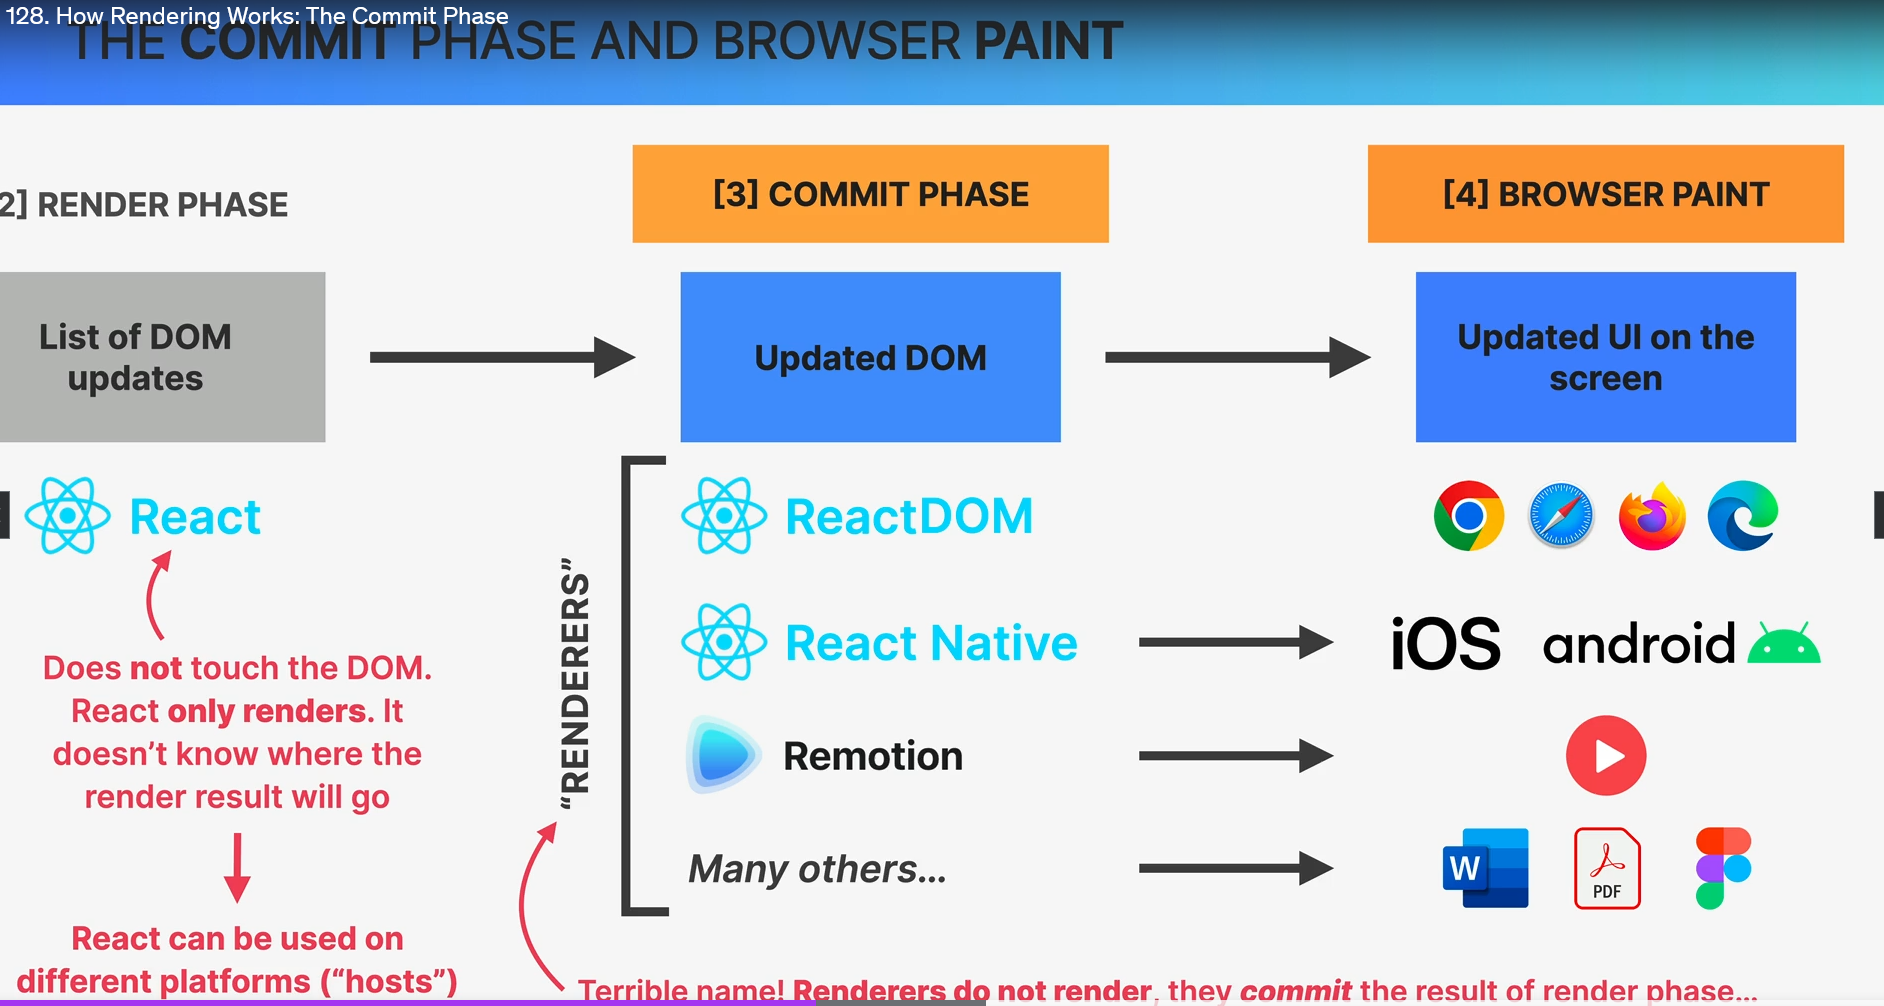 128. How Rendering Works: The Commit Phase
THE COMMIT PHASE AND BROWSER PAINT
2] RENDER PHASE
[3] COMMIT PHASE
[4] BROWSER PAINT
List of DOM
updates
Updated DOM
Updated UI on the
screen
React
ReactDOM
React Native
iOS
android
Remotion
Many others...
W
PDF
“RENDERERS”
Does not touch the DOM.
React only renders. It
doesn’t know where the
render result will go
React can be used on
different platforms (“hosts”)
Terrible name! Renderers do not render, they commit the result of render phase...